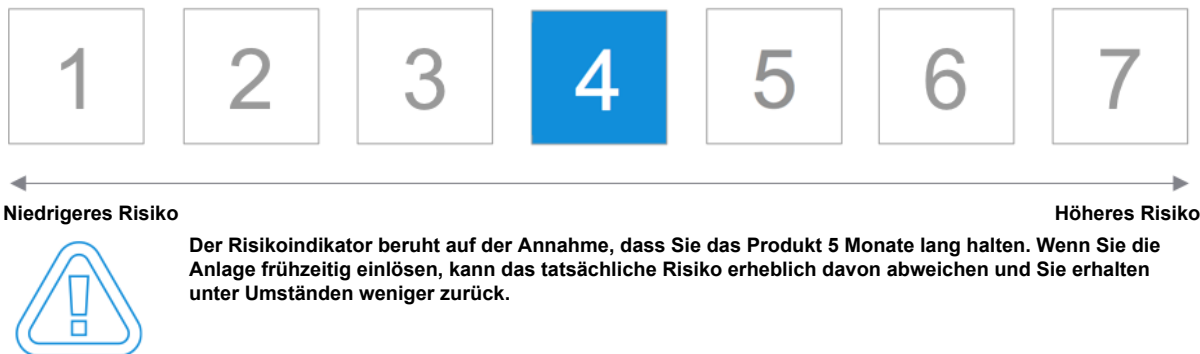 1 2 3 4 5 6 7
Niedrigeres Risiko Höheres Risiko
Der Risikoindikator beruht auf der Annahme, dass Sie das Produkt 5 Monate lang halten. Wenn Sie die
Anlage frühzeitig einlösen, kann das tatsächliche Risiko erheblich davon abweichen und Sie erhalten
unter Umständen weniger zurück.